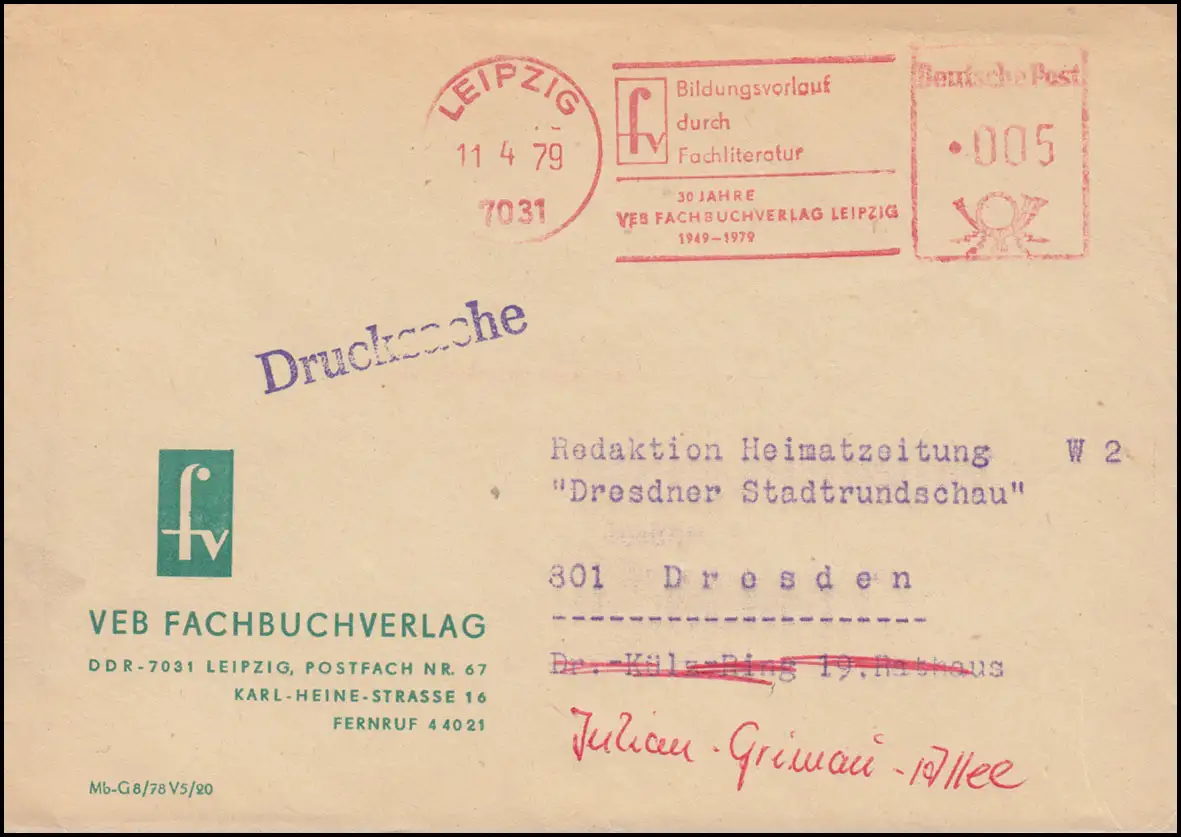 LEIPZIG
11 4 79
7031
fv
Bildungsvorlauf
durch
Fachliteratur
30 JAHRE
VEB FACHBUCHVERLAG LEIPZIG
1949–1979
Deutsche Post
005
Drucksache
Redaktion Heimatzeitung W 2
"Dresdner Stadtrundschau"
801 Dresden
--------------------
Dr.-Külz-Ring 19.Rathaus
Julian-Grimau-Allee
fv
VEB FACHBUCHVERLAG
DDR-7031 LEIPZIG, POSTFACH NR. 67
KARL-HEINE-STRASSE 16
FERNRUF 44021
Mb-G 8/78 V5/20